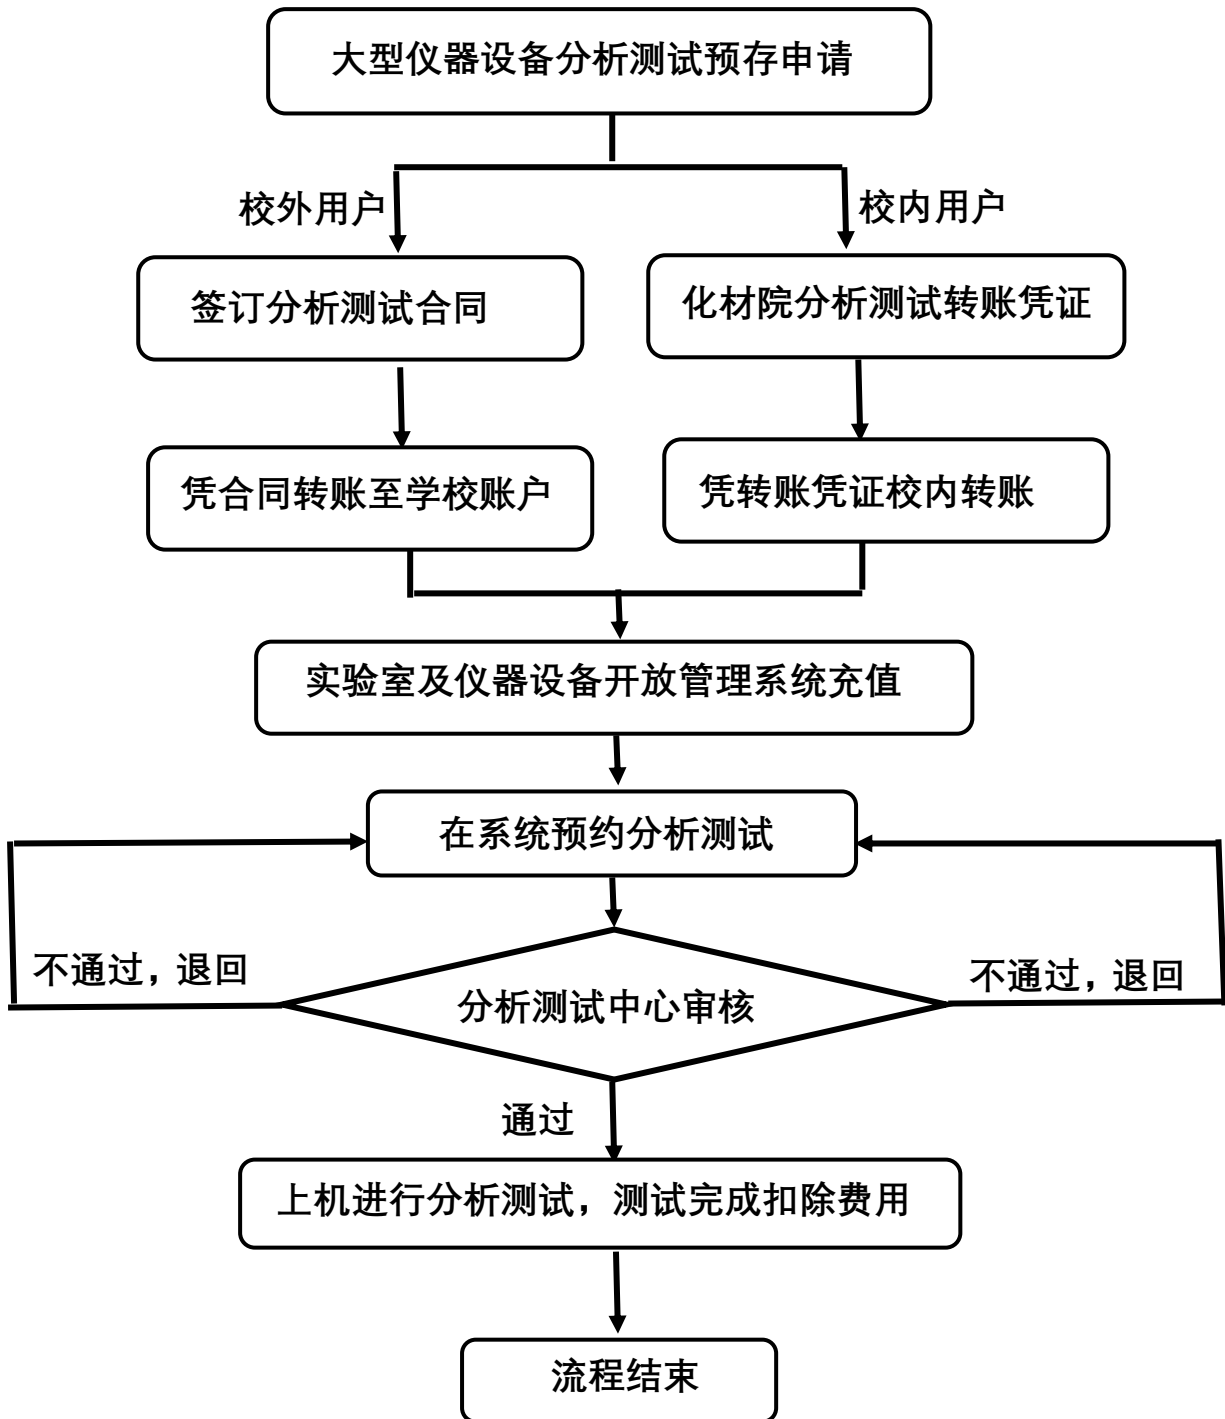 大型仪器设备分析测试预存申请
校外用户
校内用户
签订分析测试合同
化材院分析测试转账凭证
凭合同转账至学校账户
凭转账凭证校内转账
实验室及仪器设备开放管理系统充值
在系统预约分析测试
不通过，退回
不通过，退回
分析测试中心审核
通过
上机进行分析测试，测试完成扣除费用
流程结束